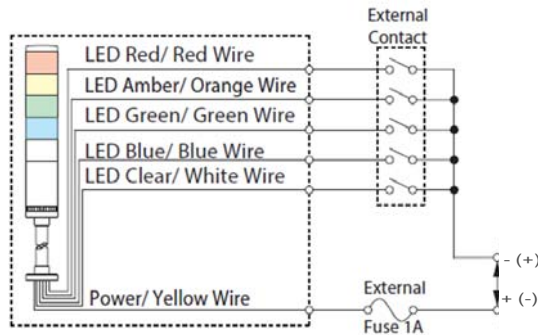 External
Contact
LED Red/ Red Wire
LED Amber/ Orange Wire
LED Green/ Green Wire
LED Blue/ Blue Wire
LED Clear/ White Wire
- (+)
Power/ Yellow Wire
External
Fuse 1A
+ (-)